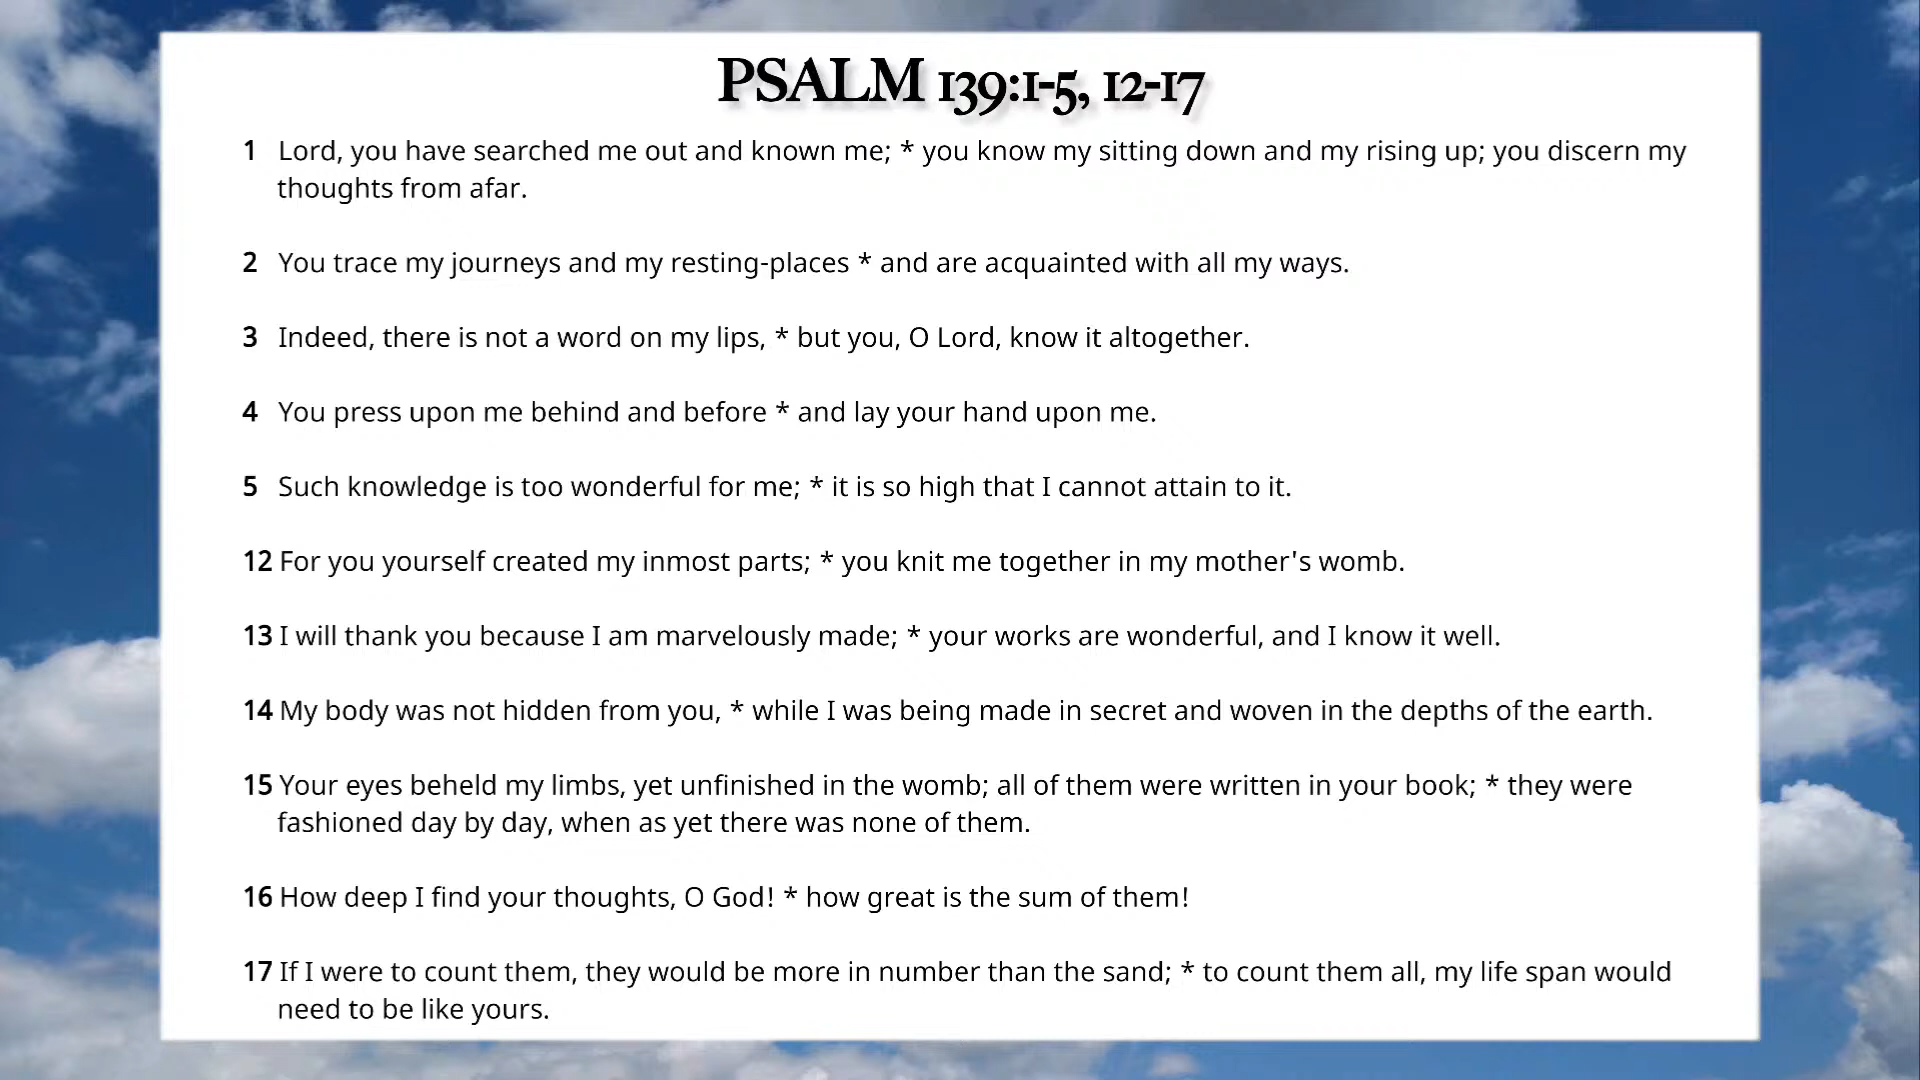 PSALM 139:1-5, 12-17
1 Lord, you have searched me out and known me; * you know my sitting down and my rising up; you discern my
thoughts from afar.
2 You trace my journeys and my resting-places * and are acquainted with all my ways.
3 Indeed, there is not a word on my lips, * but you, O Lord, know it altogether.
4 You press upon me behind and before * and lay your hand upon me.
5 Such knowledge is too wonderful for me; * it is so high that I cannot attain to it.
12 For you yourself created my inmost parts; * you knit me together in my mother's womb.
13 I will thank you because I am marvelously made; * your works are wonderful, and I know it well.
14 My body was not hidden from you, * while I was being made in secret and woven in the depths of the earth.
15 Your eyes beheld my limbs, yet unfinished in the womb; all of them were written in your book; * they were
fashioned day by day, when as yet there was none of them.
16 How deep I find your thoughts, O God! * how great is the sum of them!
17 If I were to count them, they would be more in number than the sand; * to count them all, my life span would
need to be like yours.